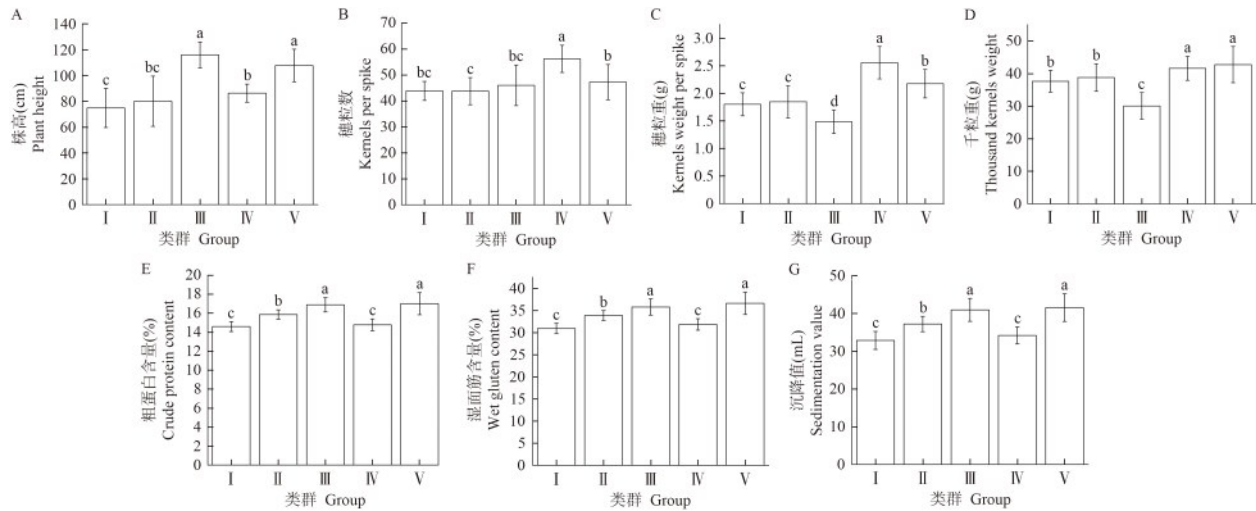 A
株高(cm)
Plant height
140
120
100
80
60
40
20
0
c
bc
a
b
a
Ⅰ Ⅱ Ⅲ Ⅳ Ⅴ
类群 Group
B
穗粒数
Kernels per spike
70
60
50
40
30
20
10
0
bc
c
bc
a
b
Ⅰ Ⅱ Ⅲ Ⅳ Ⅴ
类群 Group
C
穗粒重(g)
Kernels weight per spike
3.0
2.5
2.0
1.5
1.0
0.5
0
c
c
d
a
b
Ⅰ Ⅱ Ⅲ Ⅳ Ⅴ
类群 Group
D
千粒重(g)
Thousand kernels weight
50
40
30
20
10
0
b
b
c
a
a
Ⅰ Ⅱ Ⅲ Ⅳ Ⅴ
类群 Group
E
粗蛋白含量(%)
Crude protein content
20
18
16
14
12
10
8
6
4
2
0
c
b
a
c
a
Ⅰ Ⅱ Ⅲ Ⅳ Ⅴ
类群 Group
F
湿面筋含量(%)
Wet gluten content
40
35
30
25
20
15
10
5
0
c
b
a
c
a
Ⅰ Ⅱ Ⅲ Ⅳ Ⅴ
类群 Group
G
沉降值(mL)
Sedimentation value
50
40
30
20
10
0
c
b
a
c
a
Ⅰ Ⅱ Ⅲ Ⅳ Ⅴ
类群 Group